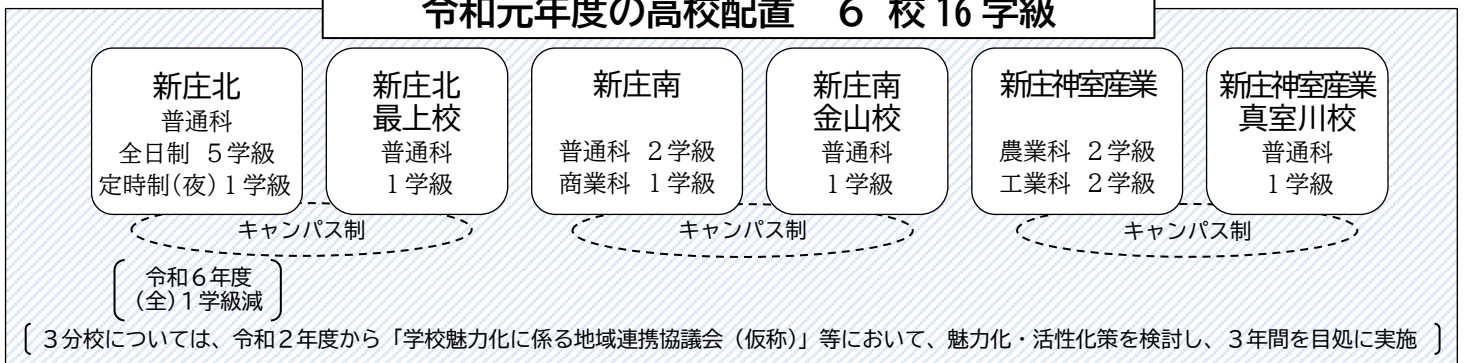 令和元年度の高校配置　６ 校 16 学級
新庄北
普通科
全日制 ５学級
定時制(夜)１学級
新庄北
最上校
普通科
１学級
新庄南
普通科 ２学級
商業科 １学級
新庄南
金山校
普通科
１学級
新庄神室産業
農業科 ２学級
工業科 ２学級
新庄神室産業
真室川校
普通科
１学級
キャンパス制
キャンパス制
キャンパス制
令和６年度
(全)１学級減
〔 ３分校については、令和２年度から「学校魅力化に係る地域連携協議会（仮称）」等において、魅力化・活性化策を検討し、３年間を目処に実施 〕